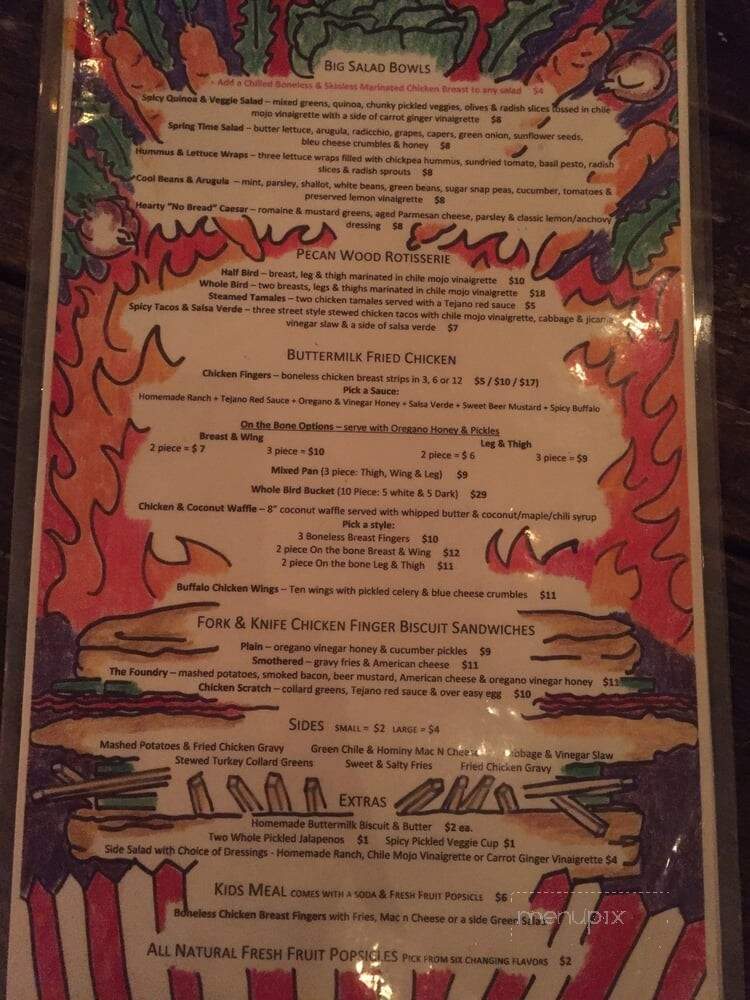 BIG SALAD BOWLS
- Add a Chilled Boneless & Skinless Marinated Chicken Breast to any salad $4
Spicy Quinoa & Veggie Salad – mixed greens, quinoa, chunky pickled veggies, olives & radish slices tossed in chile
mojo vinaigrette with a side of carrot ginger vinaigrette $8
Spring Time Salad – butter lettuce, arugula, radicchio, grapes, capers, green onion, sunflower seeds,
bleu cheese crumbles & honey $8
Hummus & Lettuce Wraps – three lettuce wraps filled with chickpea hummus, sundried tomato, basil pesto, radish
slices & radish sprouts $8
Cool Beans & Arugula – mint, parsley, shallot, white beans, green beans, sugar snap peas, cucumber, tomatoes &
preserved lemon vinaigrette $8
Hearty "No Bread" Caesar – romaine & mustard greens, aged Parmesan cheese, parsley & classic lemon/anchovy
dressing $8
PECAN WOOD ROTISSERIE
Half Bird – breast, leg & thigh marinated in chile mojo vinaigrette $10
Whole Bird – two breasts, legs & thighs marinated in chile mojo vinaigrette $18
Steamed Tamales – two chicken tamales served with a Tejano red sauce $5
Spicy Tacos & Salsa Verde – three street style stewed chicken tacos with chile mojo vinaigrette, cabbage & jicama
vinegar slaw & a side of salsa verde $7
BUTTERMILK FRIED CHICKEN
Chicken Fingers – boneless chicken breast strips in 3, 6 or 12 $5 / $10 / $17)
Pick a Sauce:
Homemade Ranch + Tejano Red Sauce + Oregano & Vinegar Honey + Salsa Verde + Sweet Beer Mustard + Spicy Buffalo
On the Bone Options – serve with Oregano Honey & Pickles
Breast & Wing Leg & Thigh
2 piece = $ 7 3 piece = $10 2 piece = $ 6 3 piece = $9
Mixed Pan (3 piece: Thigh, Wing & Leg) $9
Whole Bird Bucket (10 Piece: 5 white & 5 Dark) $29
Chicken & Coconut Waffle – 8" coconut waffle served with whipped butter & coconut/maple/chili syrup
Pick a style:
3 Boneless Breast Fingers $10
2 piece On the bone Breast & Wing $12
2 piece On the bone Leg & Thigh $11
Buffalo Chicken Wings – Ten wings with pickled celery & blue cheese crumbles $11
FORK & KNIFE CHICKEN FINGER BISCUIT SANDWICHES
Plain – oregano vinegar honey & cucumber pickles $9
Smothered – gravy fries & American cheese $11
The Foundry – mashed potatoes, smoked bacon, beer mustard, American cheese & oregano vinegar honey $11
Chicken Scratch – collard greens, Tejano red sauce & over easy egg $10
SIDES SMALL = $2 LARGE = $4
Mashed Potatoes & Fried Chicken Gravy Green Chile & Hominy Mac N Cheese Cabbage & Vinegar Slaw
Stewed Turkey Collard Greens Sweet & Salty Fries Fried Chicken Gravy
EXTRAS
Homemade Buttermilk Biscuit & Butter $2 ea.
Two Whole Pickled Jalapenos $1 Spicy Pickled Veggie Cup $1
Side Salad with Choice of Dressings - Homemade Ranch, Chile Mojo Vinaigrette or Carrot Ginger Vinaigrette $4
KIDS MEAL COMES WITH A SODA & FRESH FRUIT POPSICLE $6
Boneless Chicken Breast Fingers with Fries, Mac n Cheese or a side Green Salad
menupix
ALL NATURAL FRESH FRUIT POPSICLES PICK FROM SIX CHANGING FLAVORS $2